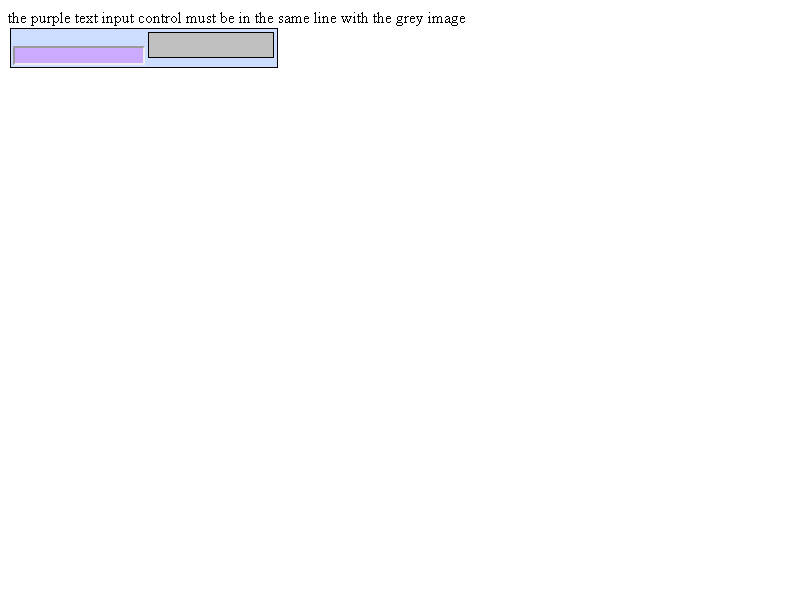 the purple text input control must be in the same line with the grey image